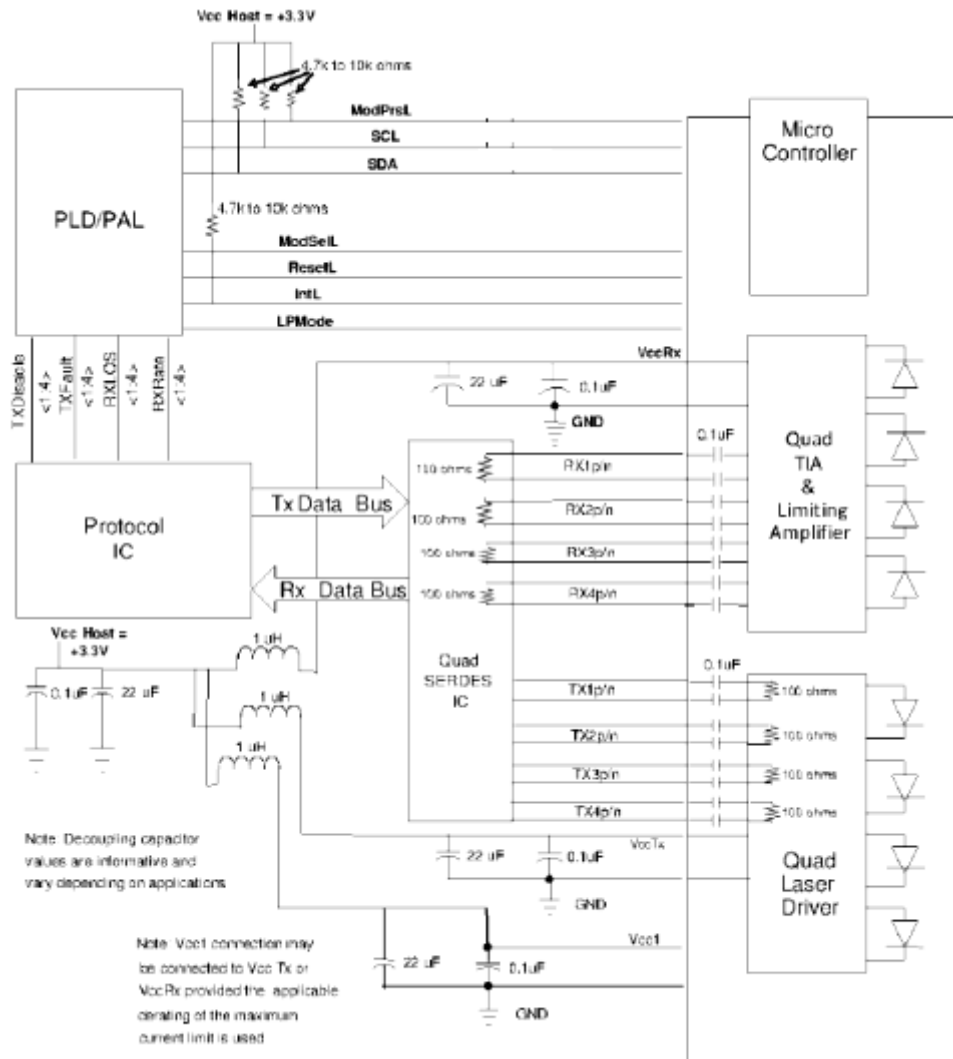 Vcc Host = +3.3V
4.7k to 10k ohms
ModPrsL
SCL
SDA
PLD/PAL
4.7k to 10k ohms
ModSelL
ResetL
IntL
LPMode
Micro
Controller
TXDisable
<1:4>
TXFault
<1:4>
RXLOS
<1:4>
RXRate
<1:4>
VccRx
22 uF
0.1uF
GND
0.1uF
Quad
TIA
&
Limiting
Amplifier
100 ohms
RX1p/n
100 ohms
RX2p/n
100 ohms
RX3p/n
100 ohms
RX4p/n
Protocol
IC
Tx Data Bus
Rx Data Bus
Quad
SERDES
IC
Vcc Host =
+3.3V
0.1uF
22 uF
1 uH
1 uH
1 uH
0.1uF
TX1p/n
100 ohms
TX2p/n
100 ohms
TX3p/n
100 ohms
TX4p/n
100 ohms
VccTx
22 uF
0.1uF
GND
Quad
Laser
Driver
Note Decoupling capacitor
values are informative and
vary depending on applications
Vcc1
22 uF
0.1uF
GND
Note Vcc1 connection may
be connected to Vcc Tx or
VccRx provided the applicable
derating of the maximum
current limit is used